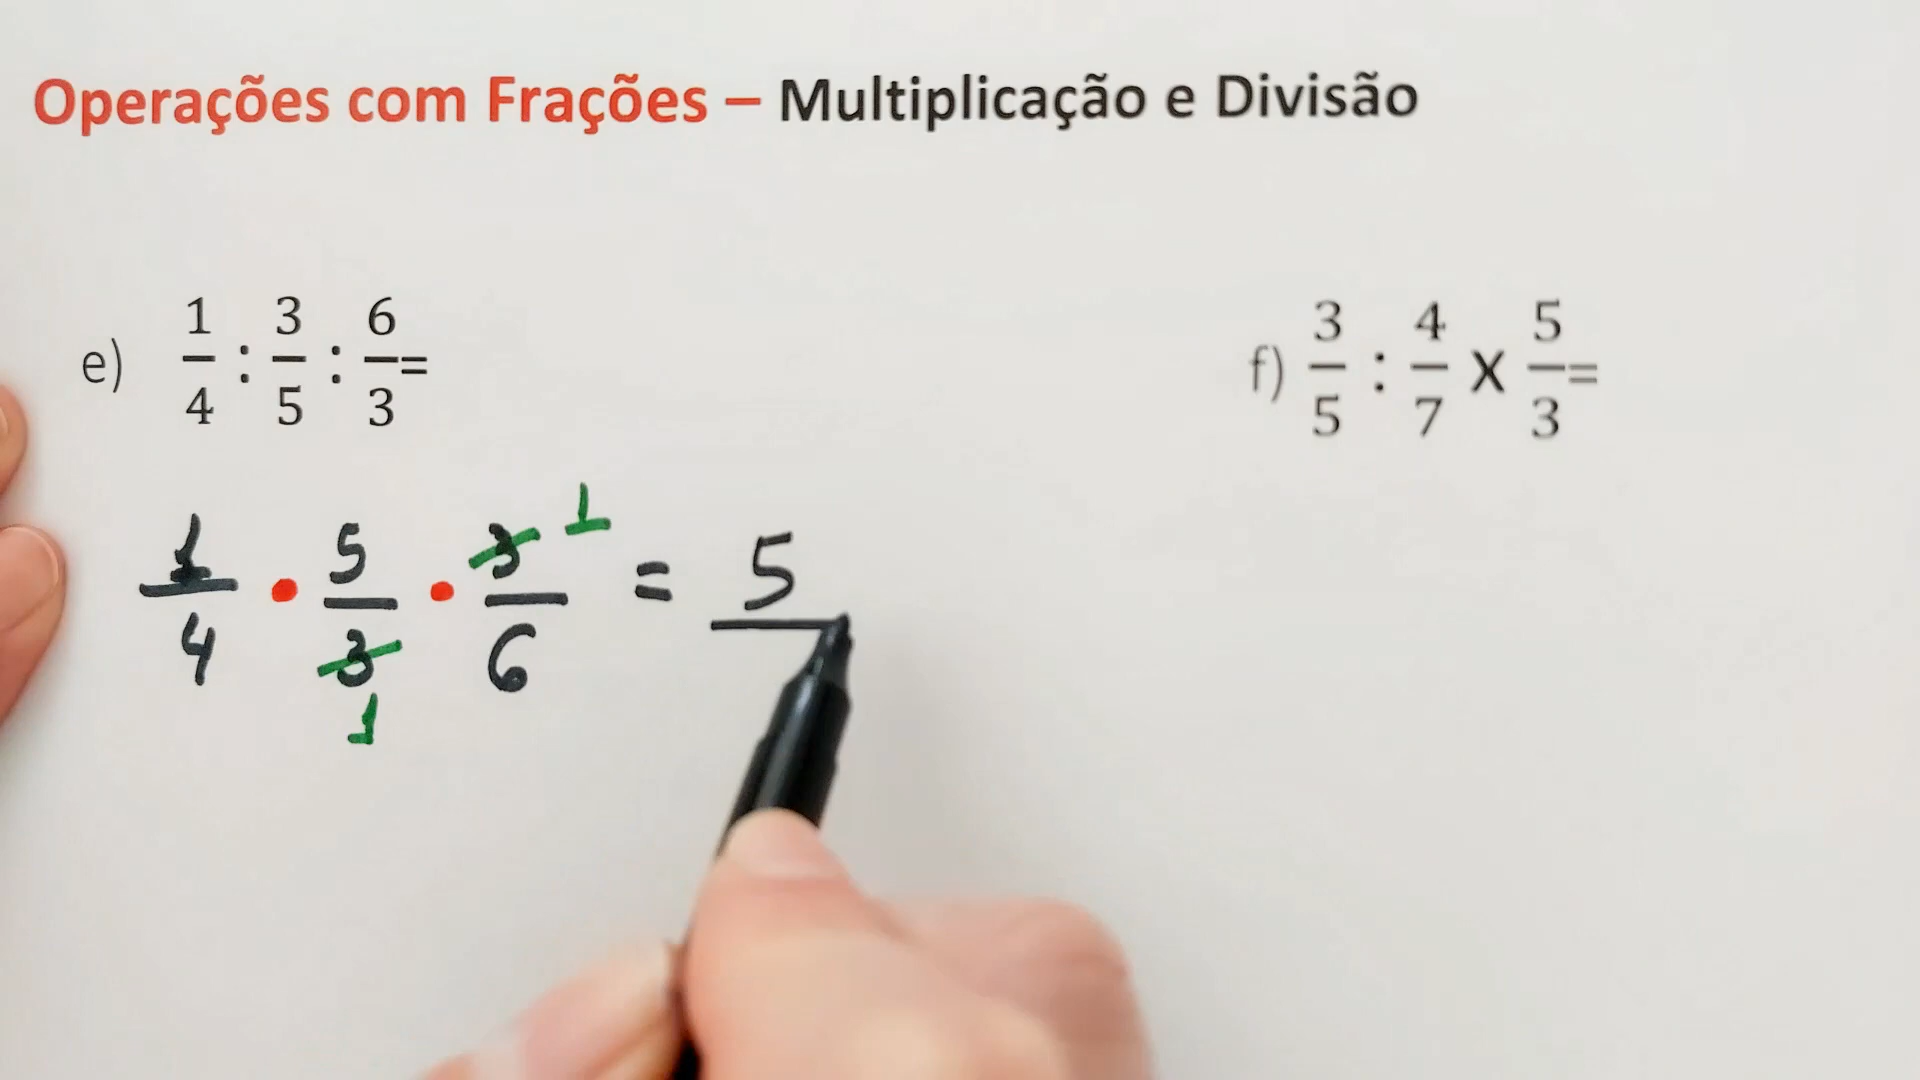 Operações com Frações – Multiplicação e Divisão
e) 1/4 : 3/5 : 6/3 =
f) 3/5 : 4/7 x 5/3 =
1/4 • 5/3 • 3/6 = 5
1
1